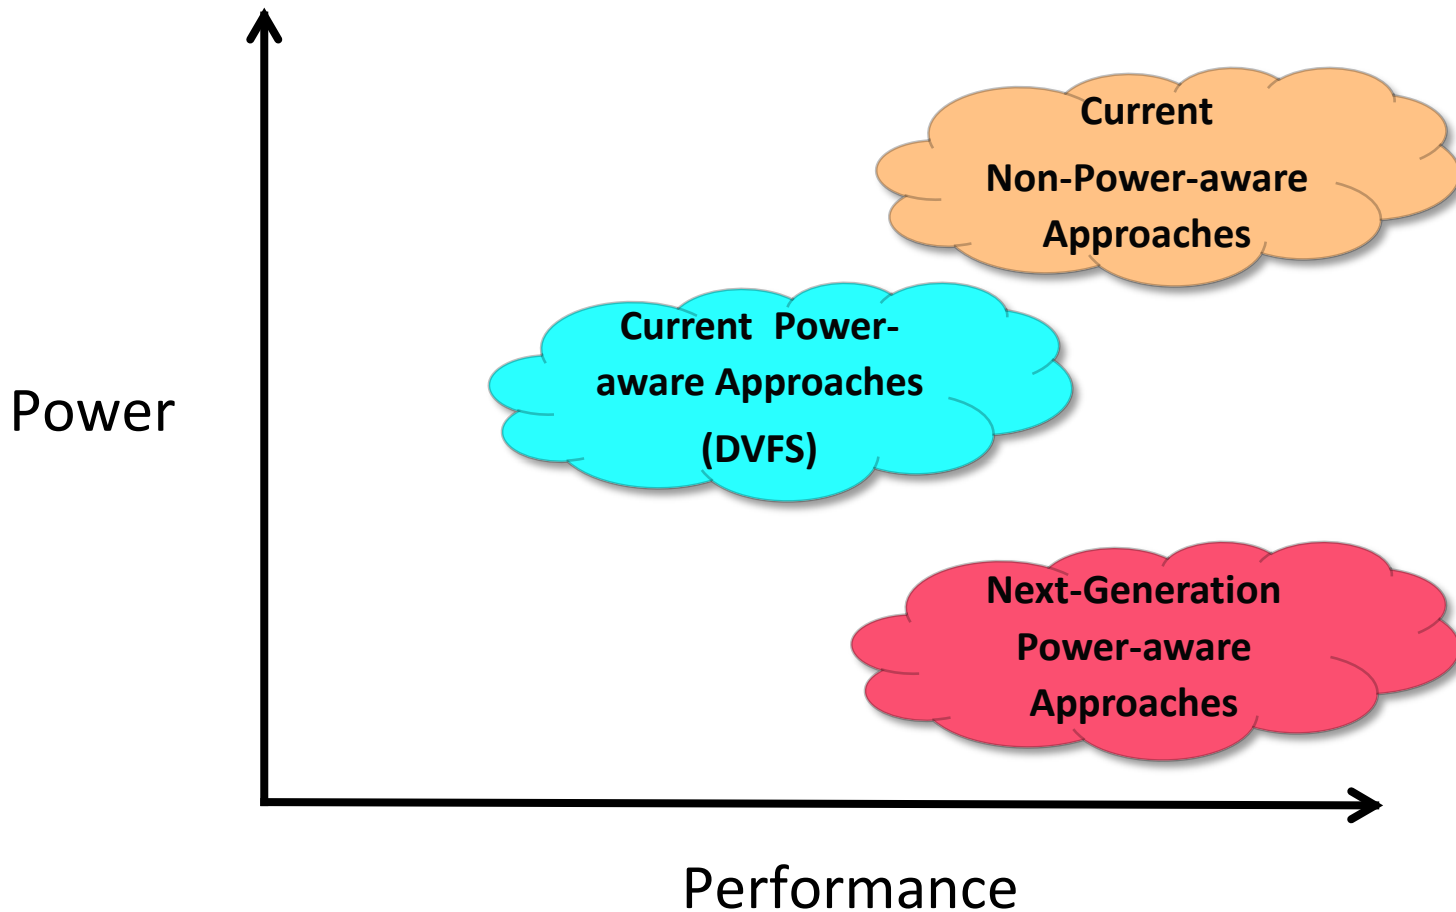 Current
Non-Power-aware
Approaches
Current Power-
aware Approaches
(DVFS)
Power
Next-Generation
Power-aware
Approaches
Performance